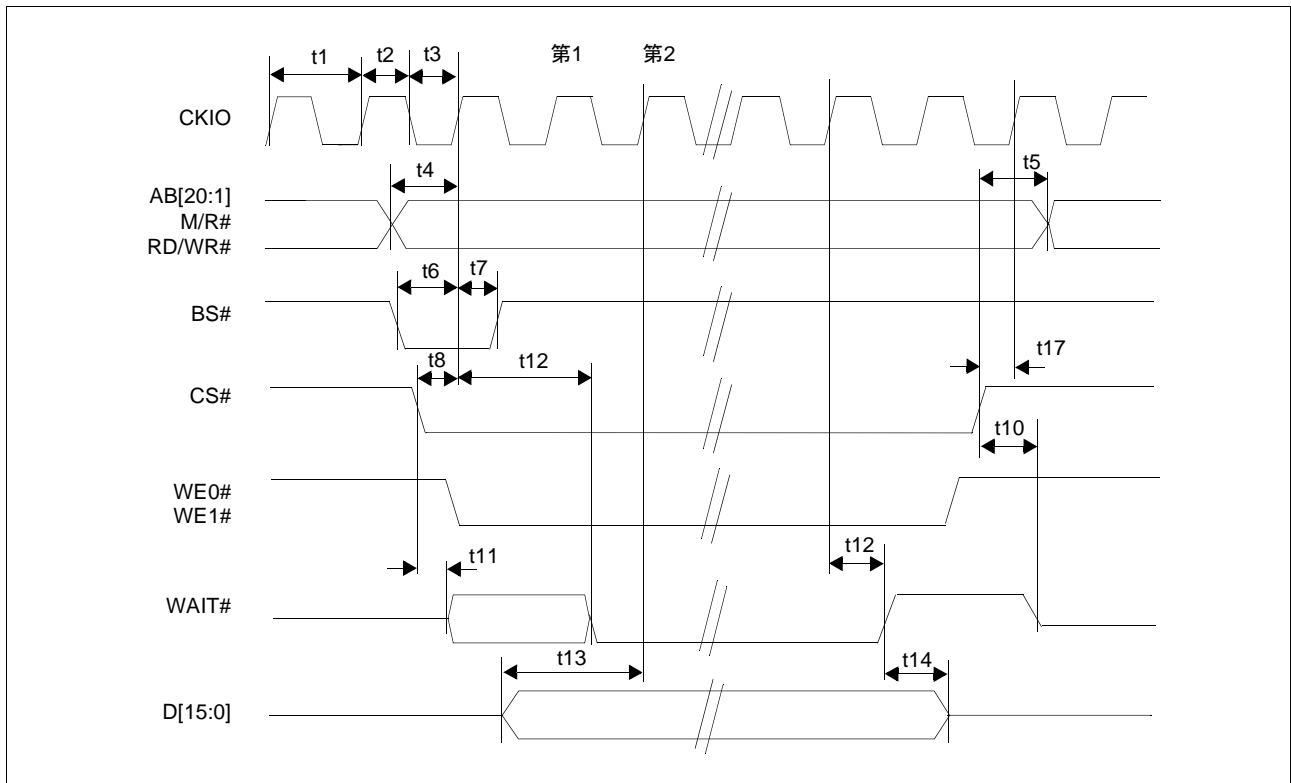 t1 t2 t3 第1 第2
CKIO
t4 t5
AB[20:1]
M/R#
RD/WR#
t6 t7
BS#
t8 t12 t17
CS#
t10
WE0#
WE1#
t11 t12
WAIT#
t13 t14
D[15:0]